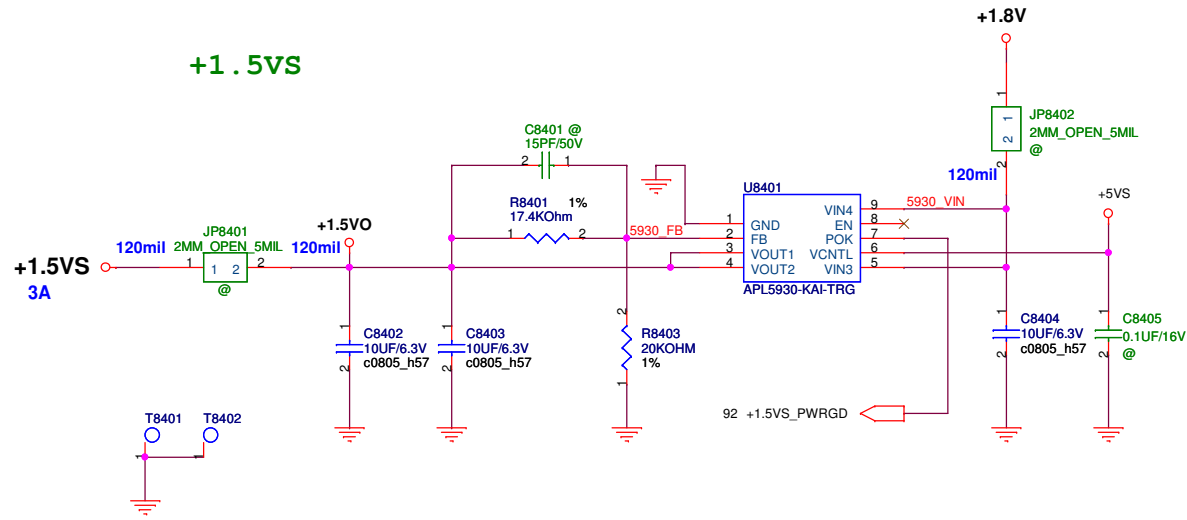 +1.8V
+1.5VS
1
JP8402
1
2MM_OPEN_5MIL
2
@
2
120mil
C8401 @
15PF/50V
2
1
U8401
+5VS
R8401 1%
17.4KOhm
1
2
5930_FB
1
GND
2
FB
3
VOUT1
4
VOUT2
VIN4
9
5930_VIN
EN
8
POK
7
VCNTL
6
VIN3
5
APL5930-KAI-TRG
+1.5VO
JP8401
120mil
2MM_OPEN_5MIL
120mil
+1.5VS
1
1 2
2
3A
@
1
C8402
10UF/6.3V
c0805_h57
2
1
C8403
10UF/6.3V
c0805_h57
2
2
R8403
20KOHM
1%
1
1
C8404
10UF/6.3V
c0805_h57
2
1
C8405
0.1UF/16V
@
2
92 +1.5VS_PWRGD
T8401
T8402
1
1